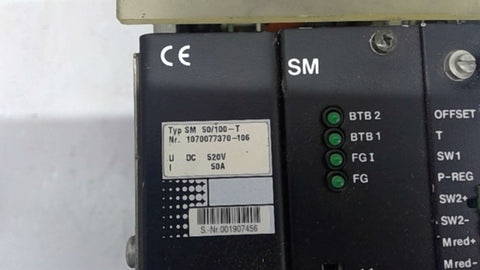 CE
SM
Typ SM 50/100-T
Nr. 1070077370-106
U DC 520V
I 50A
S.-Nr.001907456
BTB 2
BTB 1
FG I
FG
OFFSET
T
SW1
P-REG
SW2+
SW2-
Mred+
Mred-